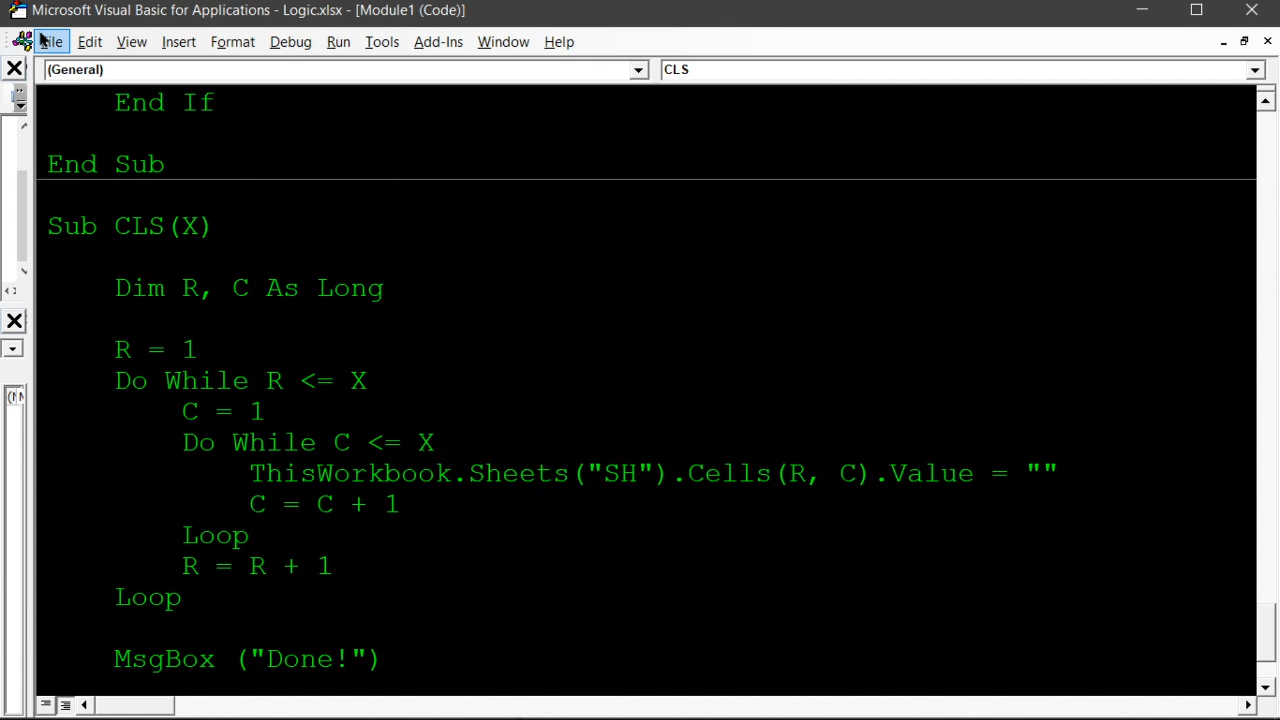 Microsoft Visual Basic for Applications - Logic.xlsx - [Module1 (Code)]
File Edit View Insert Format Debug Run Tools Add-Ins Window Help
(General) CLS
End If
End Sub
Sub CLS(X)
Dim R, C As Long
R = 1
Do While R <= X
C = 1
Do While C <= X
ThisWorkbook.Sheets("SH").Cells(R, C).Value = ""
C = C + 1
Loop
R = R + 1
Loop
MsgBox ("Done!")